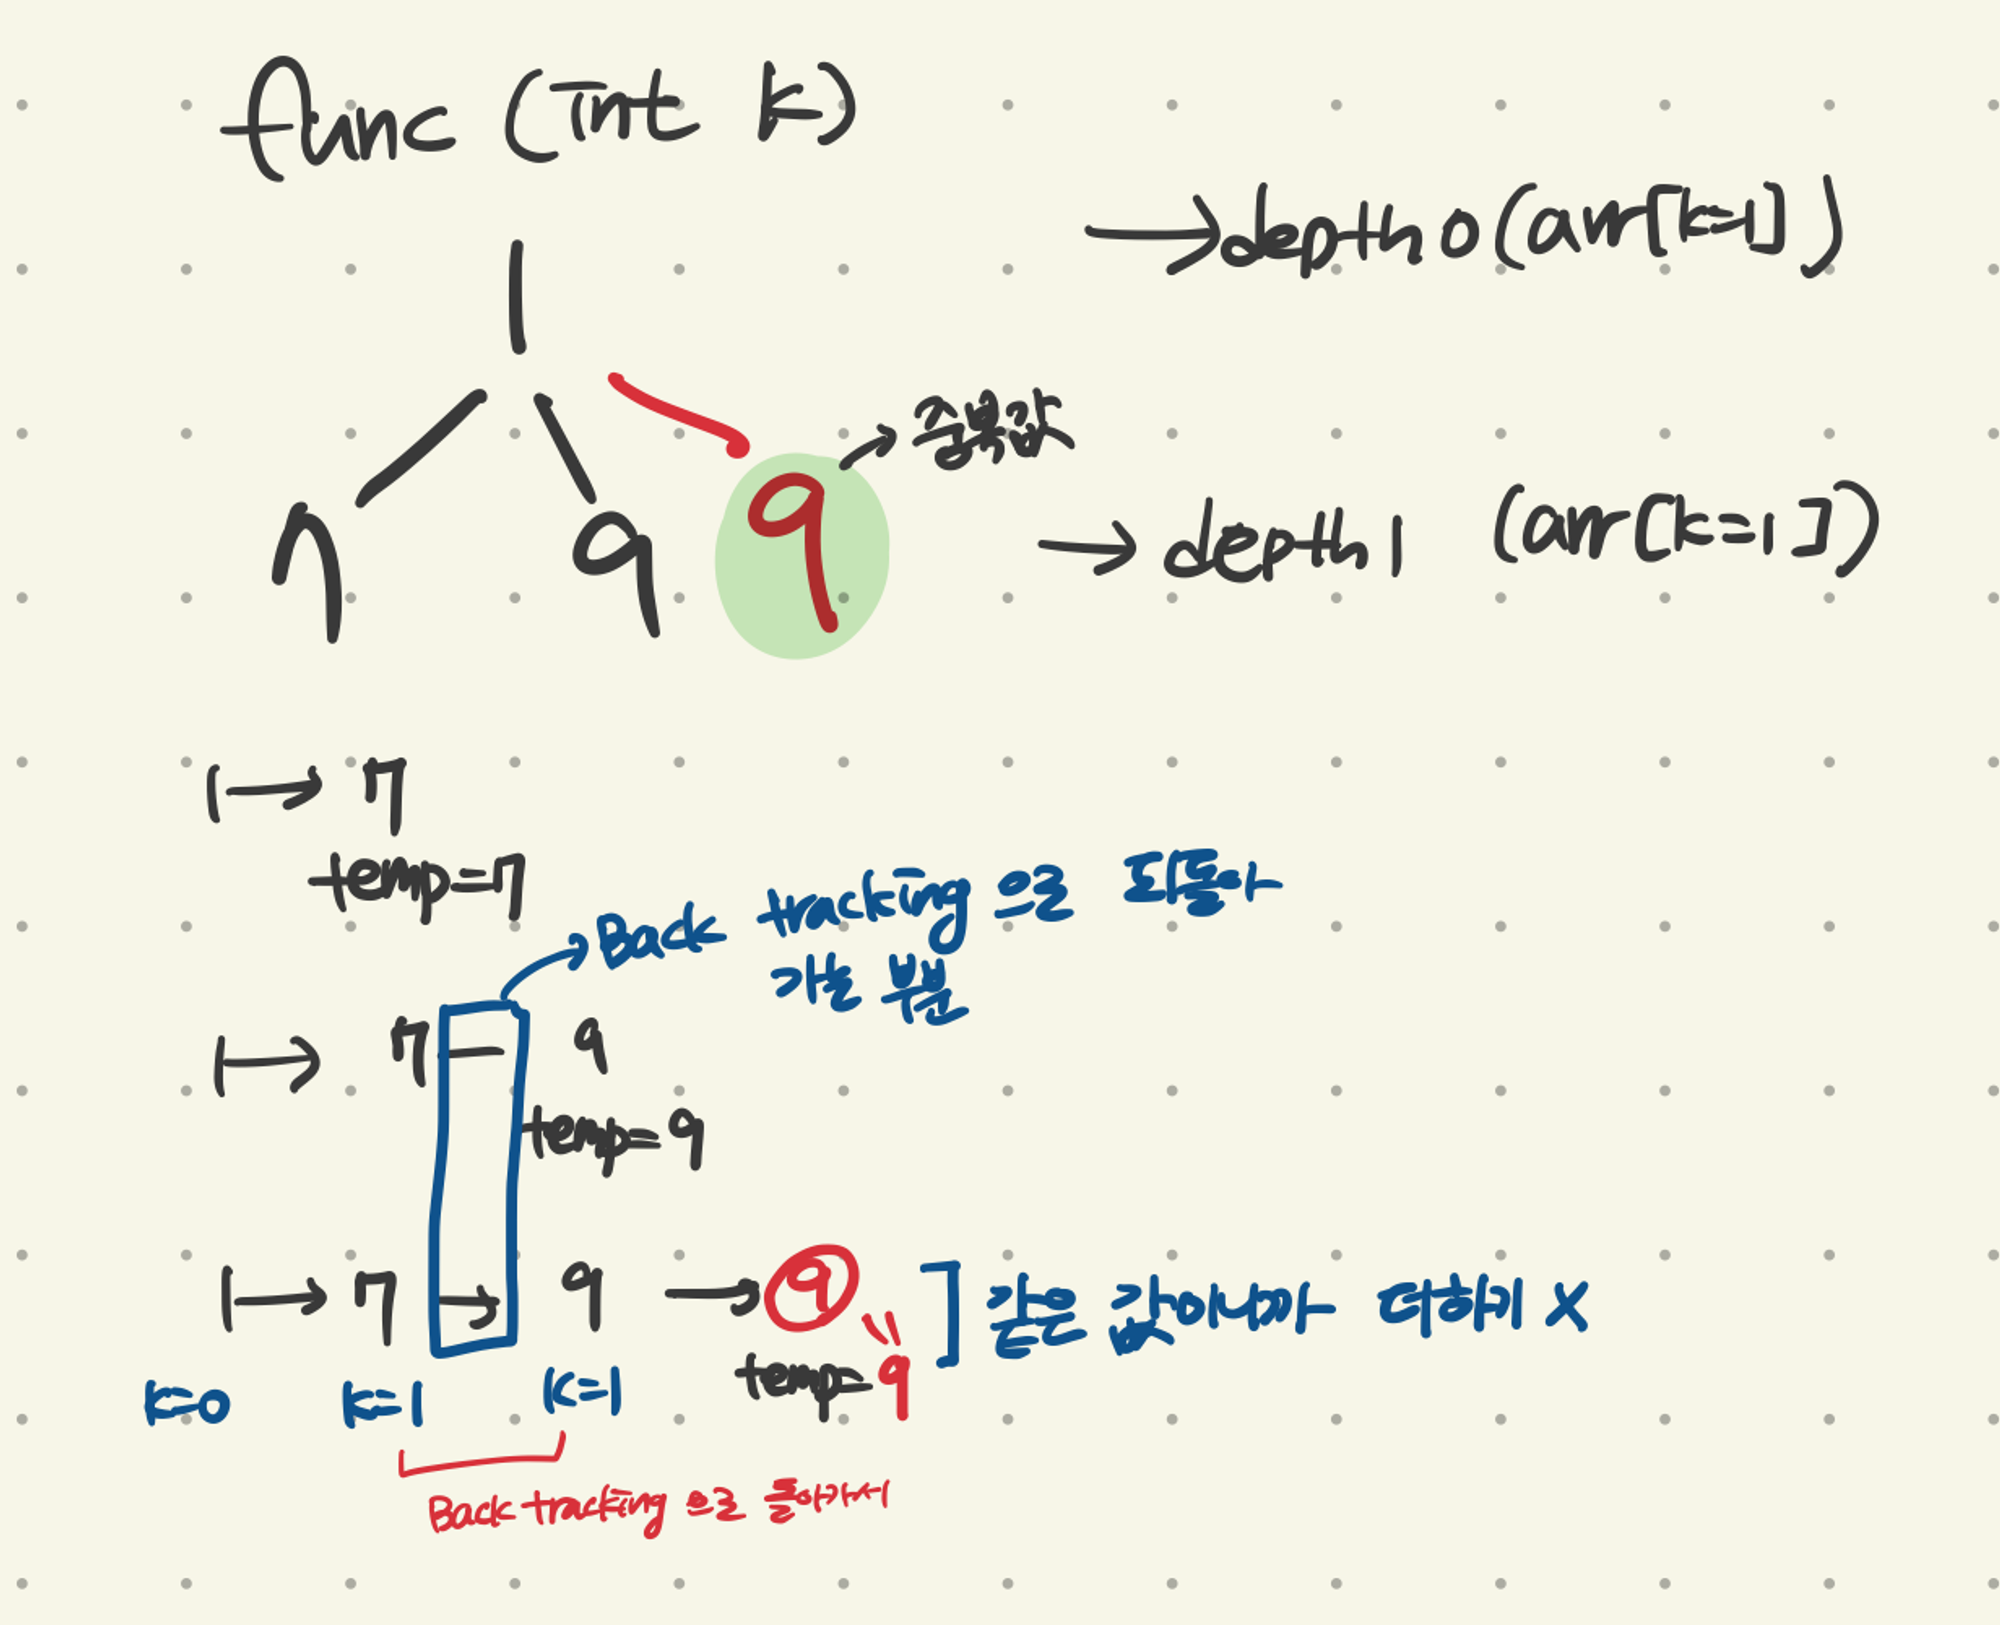 func (int k)
1 → depth 0 (arr[k=1])
→ 중복값
7 9 9 → depth 1 (arr[k=1])
1 → 7
temp=7
→ Back tracking 으로 되돌아
가는 부분
1 → 7 — 9
temp=9
1 → 7 → 9 → 9 ] 같은 값이니까 더하기 X
temp=9
k=0 k=1 k=1
Back tracking 으로 돌아가서